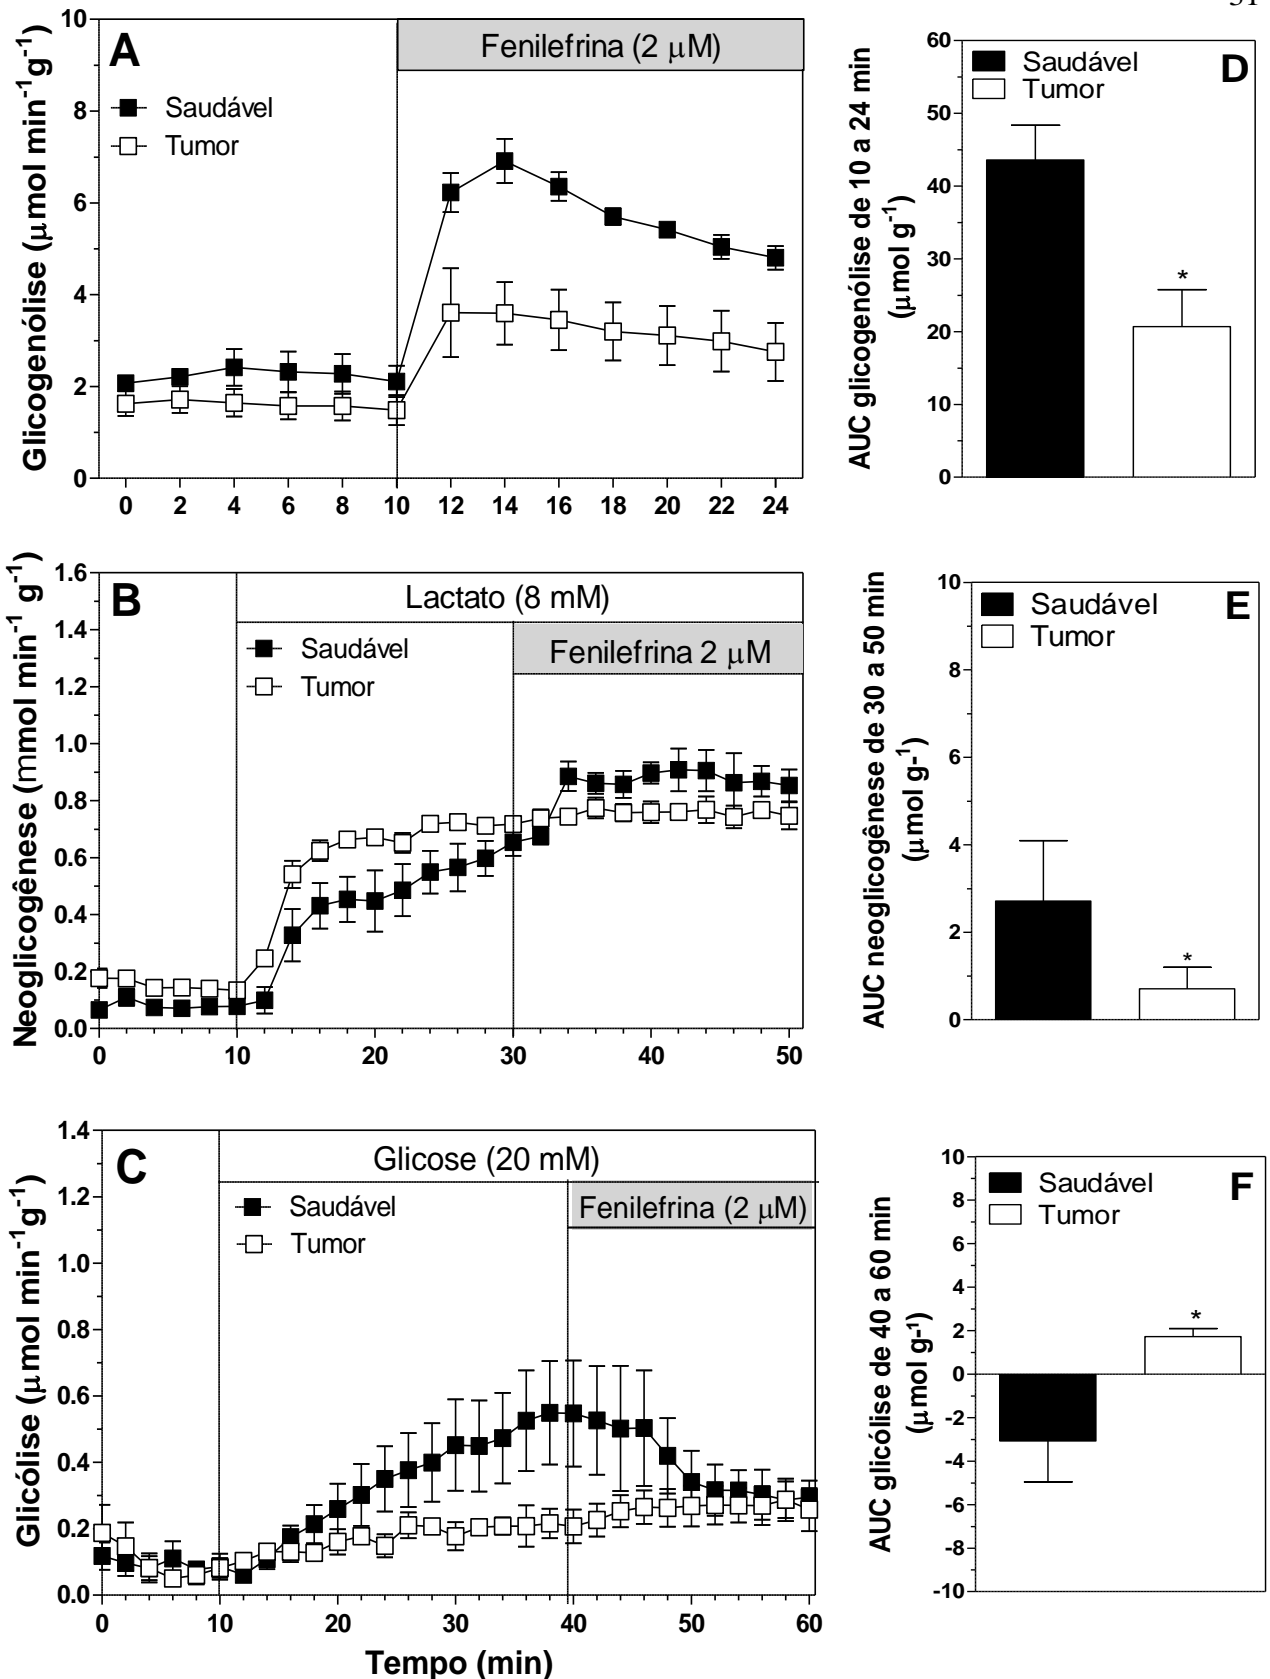 A
Fenilefrina (2 μM)
Saudável
Tumor
Glicogenólise (μmol min⁻¹g⁻¹)
10
8
6
4
2
0
0 2 4 6 8 10 12 14 16 18 20 22 24
D
Saudável
Tumor
AUC glicogenólise de 10 a 24 min
(μmol g⁻¹)
60
50
40
30
20
10
0
*
B
Lactato (8 mM)
Fenilefrina 2 μM
Saudável
Tumor
Neoglicogênese (mmol min⁻¹ g⁻¹)
1.6
1.4
1.2
1.0
0.8
0.6
0.4
0.2
0.0
0 10 20 30 40 50
E
Saudável
Tumor
AUC neoglicogênese de 30 a 50 min
(μmol g-¹)
10
8
6
4
2
0
*
C
Glicose (20 mM)
Fenilefrina (2 μM)
Saudável
Tumor
Glicólise (μmol min⁻¹g⁻¹)
1.4
1.2
1.0
0.8
0.6
0.4
0.2
0.0
0 10 20 30 40 50 60
Tempo (min)
F
Saudável
Tumor
AUC glicólise de 40 a 60 min
(μmol g-¹)
10
8
6
4
2
0
-2
-4
-6
-8
-10
*